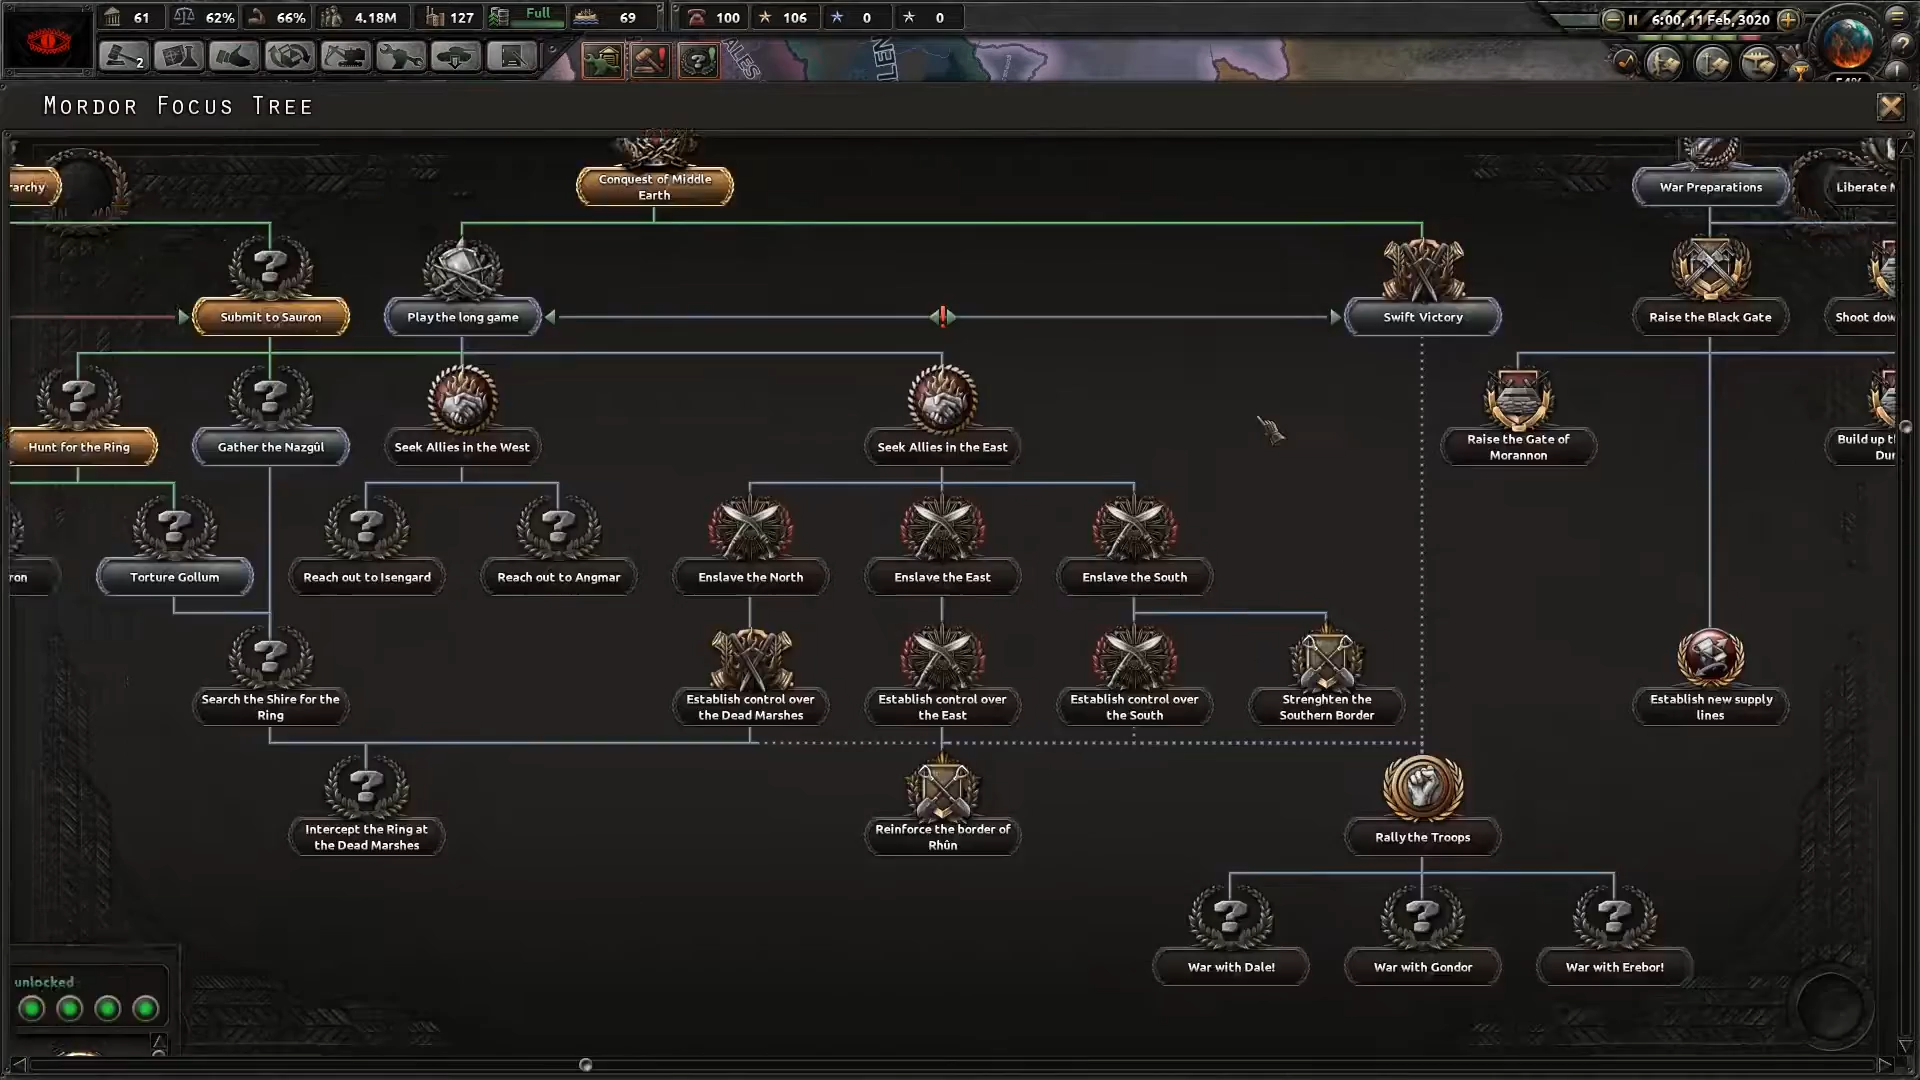 61
62%
66%
4.18M
127
Full
69
100
106
0
0
6:00, 11 Feb, 3020
2
54%
MORDOR FOCUS TREE
Conquest of Middle
Earth
War Preparations
Submit to Sauron
Play the long game
Swift Victory
Raise the Black Gate
Hunt for the Ring
Gather the Nazgûl
Seek Allies in the West
Seek Allies in the East
Raise the Gate of
Morannon
Torture Gollum
Reach out to Isengard
Reach out to Angmar
Enslave the North
Enslave the East
Enslave the South
Search the Shire for the
Ring
Establish control over
the Dead Marshes
Establish control over
the East
Establish control over
the South
Strenghten the
Southern Border
Establish new supply
lines
Intercept the Ring at
the Dead Marshes
Reinforce the border of
Rhûn
Rally the Troops
War with Dale!
War with Gondor
War with Erebor!
unlocked